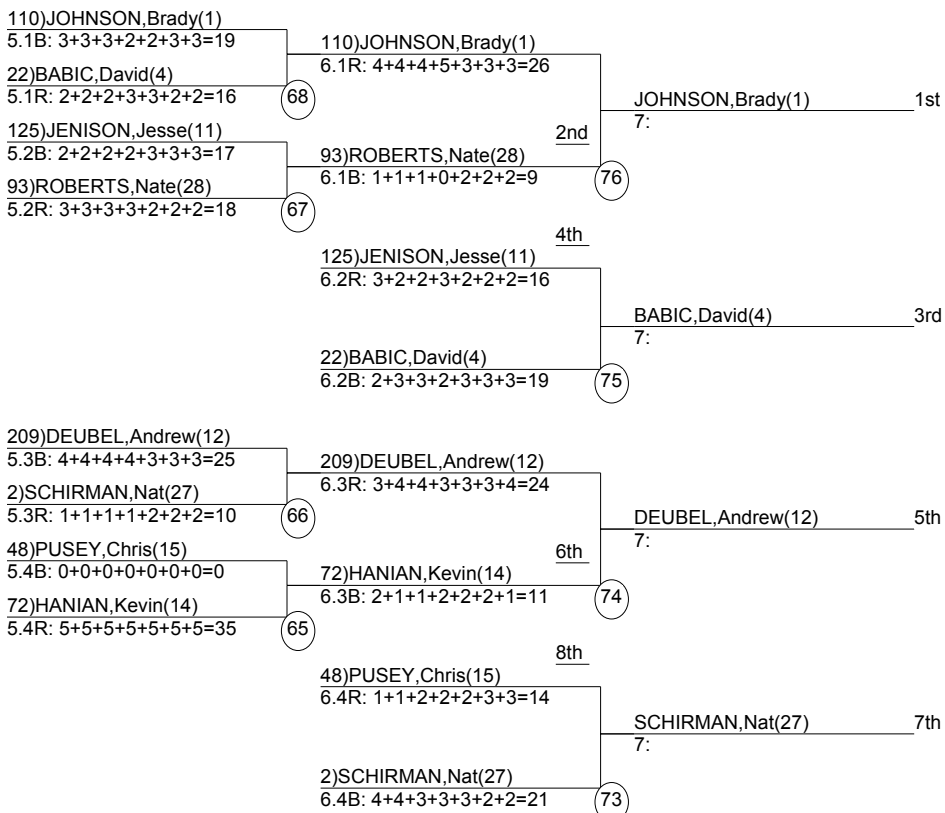 110)JOHNSON,Brady(1)
5.1B: 3+3+3+2+2+3+3=19
22)BABIC,David(4)
5.1R: 2+2+2+3+3+2+2=16
68
125)JENISON,Jesse(11)
5.2B: 2+2+2+2+3+3+3=17
93)ROBERTS,Nate(28)
5.2R: 3+3+3+3+2+2+2=18
67
110)JOHNSON,Brady(1)
6.1R: 4+4+4+5+3+3+3=26
2nd
93)ROBERTS,Nate(28)
6.1B: 1+1+1+0+2+2+2=9
76
JOHNSON,Brady(1) 1st
7:
4th
125)JENISON,Jesse(11)
6.2R: 3+2+2+3+2+2+2=16
22)BABIC,David(4)
6.2B: 2+3+3+2+3+3+3=19
75
BABIC,David(4) 3rd
7:
209)DEUBEL,Andrew(12)
5.3B: 4+4+4+4+3+3+3=25
2)SCHIRMAN,Nat(27)
5.3R: 1+1+1+1+2+2+2=10
66
48)PUSEY,Chris(15)
5.4B: 0+0+0+0+0+0+0=0
72)HANIAN,Kevin(14)
5.4R: 5+5+5+5+5+5+5=35
65
209)DEUBEL,Andrew(12)
6.3R: 3+4+4+3+3+3+4=24
6th
72)HANIAN,Kevin(14)
6.3B: 2+1+1+2+2+2+1=11
74
DEUBEL,Andrew(12) 5th
7:
8th
48)PUSEY,Chris(15)
6.4R: 1+1+2+2+2+3+3=14
2)SCHIRMAN,Nat(27)
6.4B: 4+4+3+3+3+2+2=21
73
SCHIRMAN,Nat(27) 7th
7: